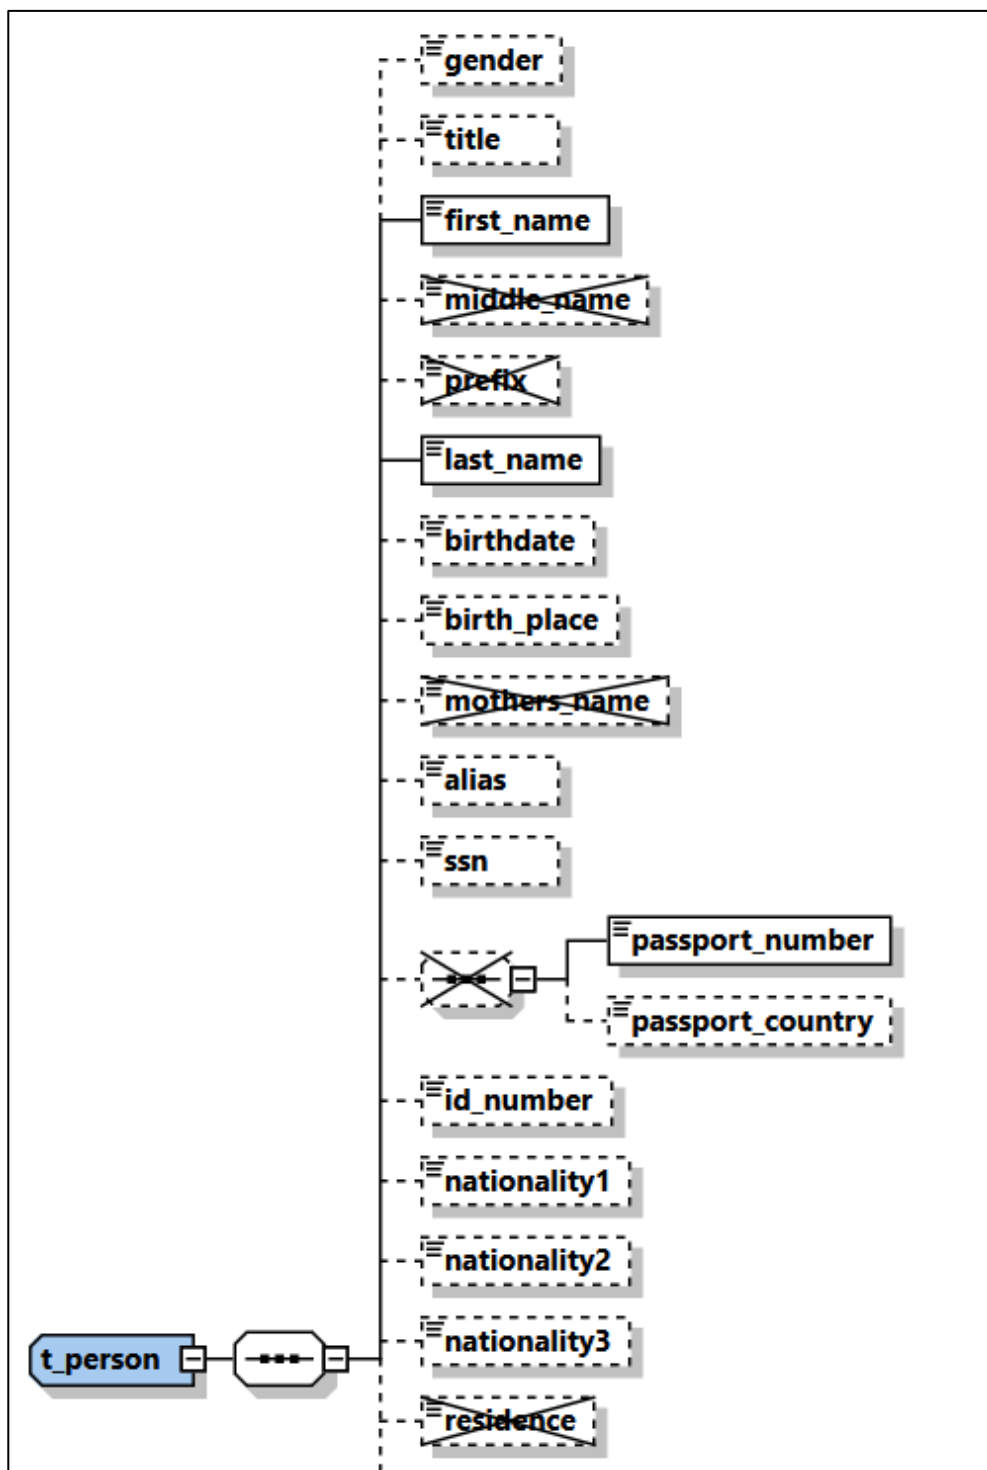 gender
title
first_name
middle_name
prefix
last_name
birthdate
birth_place
mothers_name
alias
ssn
passport_number
passport_country
id_number
nationality1
nationality2
nationality3
t_person
residence